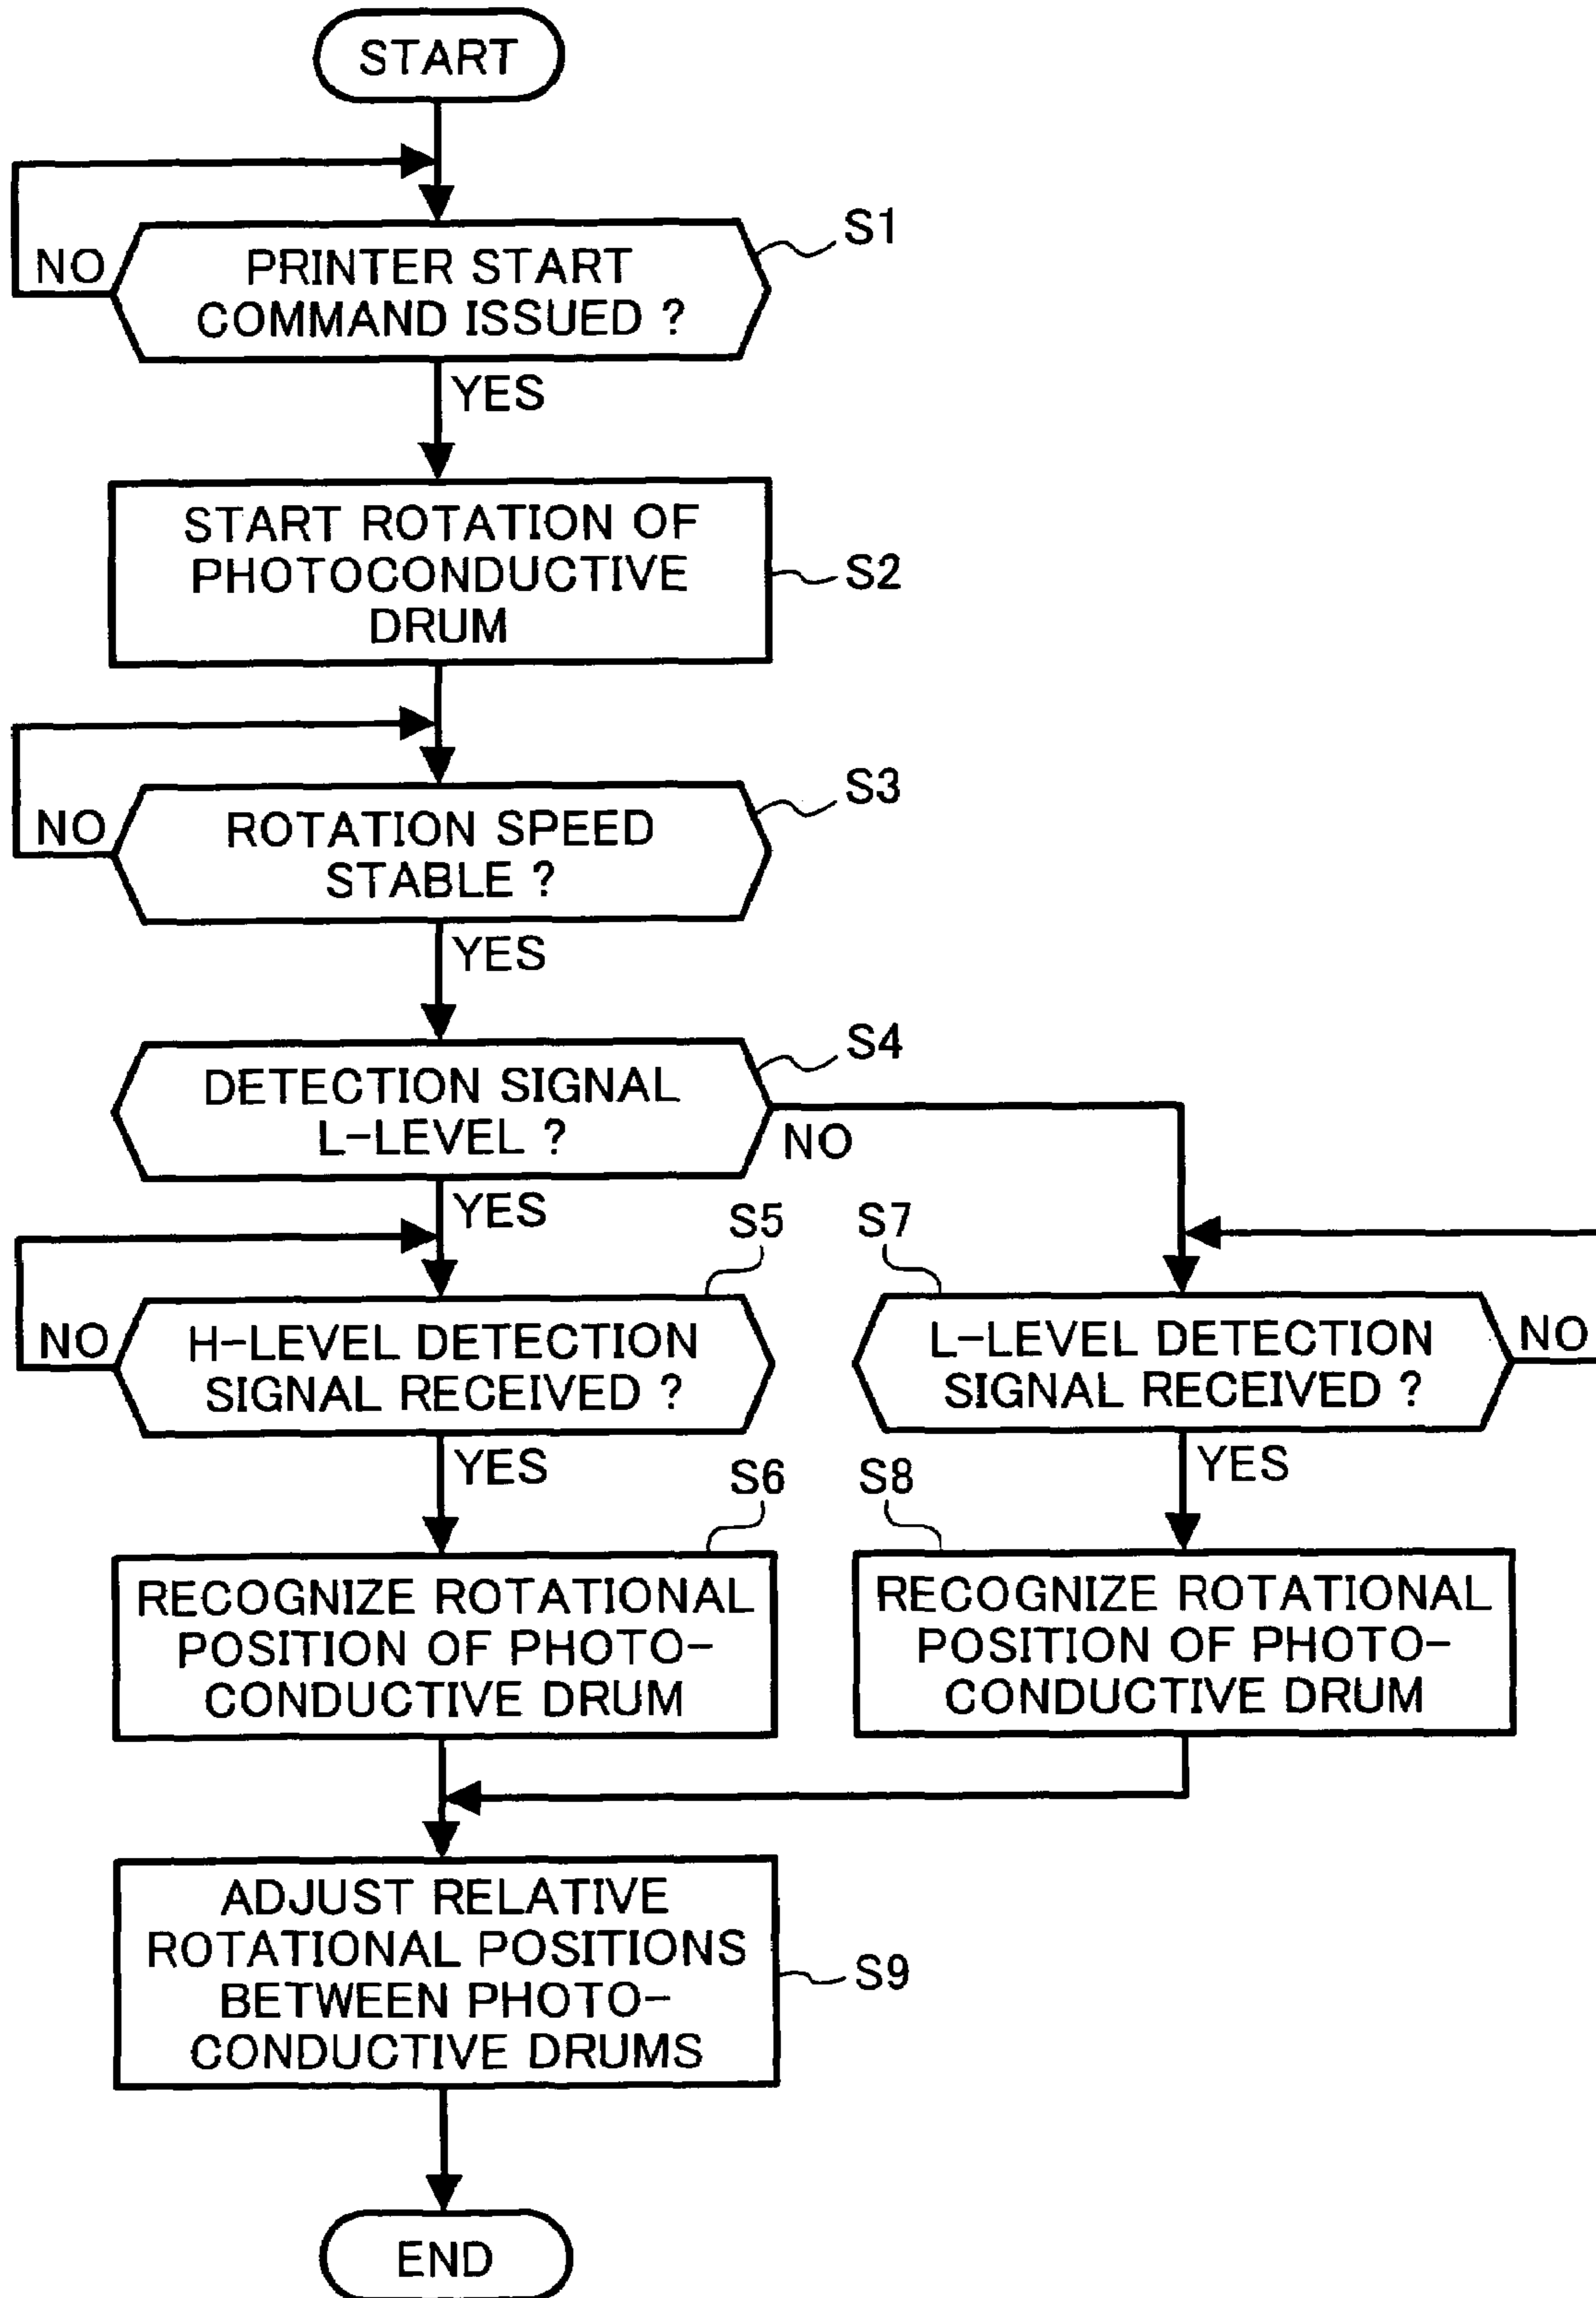 START
S1
NO
PRINTER START
COMMAND ISSUED ?
YES
START ROTATION OF
PHOTOCONDUCTIVE
DRUM
S2
S3
NO
ROTATION SPEED
STABLE ?
YES
S4
DETECTION SIGNAL
L-LEVEL ?
NO
YES
S5
NO
H-LEVEL DETECTION
SIGNAL RECEIVED ?
YES
S7
L-LEVEL DETECTION
SIGNAL RECEIVED ?
NO
YES
S6
RECOGNIZE ROTATIONAL
POSITION OF PHOTO-
CONDUCTIVE DRUM
S8
RECOGNIZE ROTATIONAL
POSITION OF PHOTO-
CONDUCTIVE DRUM
ADJUST RELATIVE
ROTATIONAL POSITIONS
BETWEEN PHOTO-
CONDUCTIVE DRUMS
S9
END